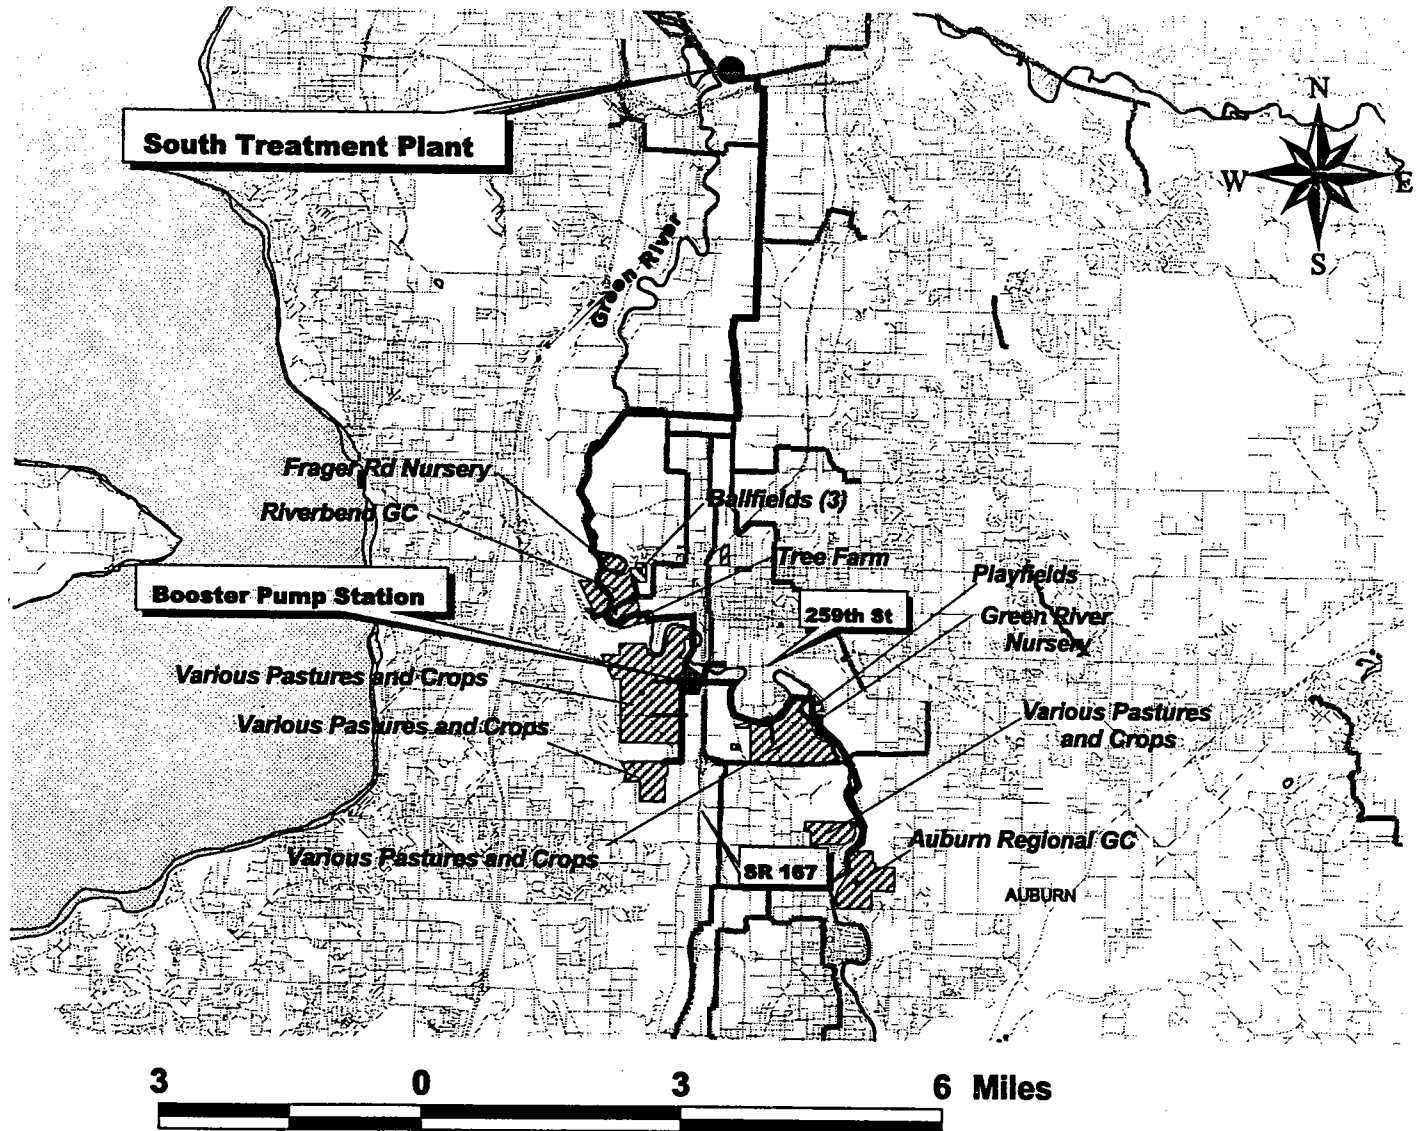 N
South Treatment Plant
W
E
S
Green River
Frager Rd Nursery
Ballfields (3)
Riverbend GC
Tree Farm
Playfields
Booster Pump Station
259th St
Green River
Nursery
Various Pastures and Crops
Various Pastures
and Crops
Various Pastures and Crops
Auburn Regional GC
Various Pastures and Crops
SR 167
AUBURN
3
0
3
6 Miles